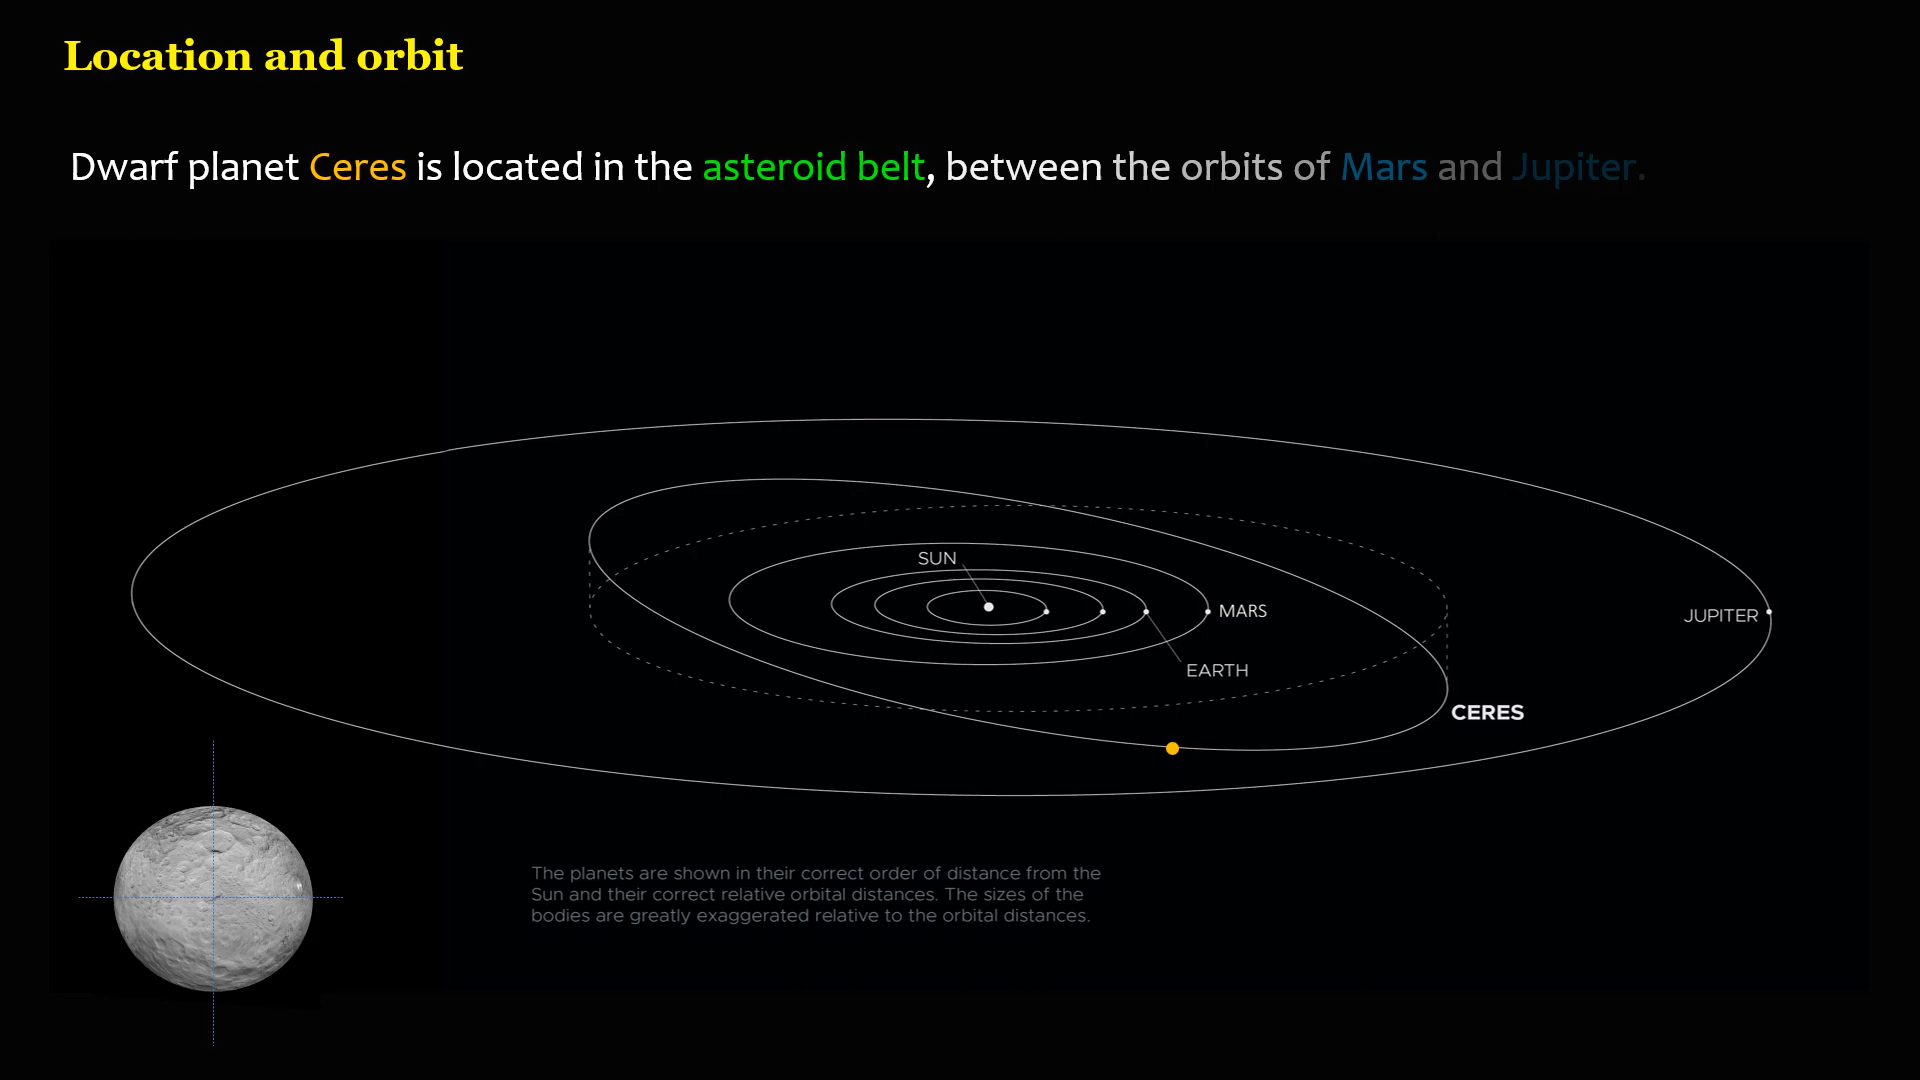 Location and orbit
Dwarf planet Ceres is located in the asteroid belt, between the orbits of Mars and Jupiter.
SUN
MARS
JUPITER
EARTH
CERES
The planets are shown in their correct order of distance from the
Sun and their correct relative orbital distances. The sizes of the
bodies are greatly exaggerated relative to the orbital distances.